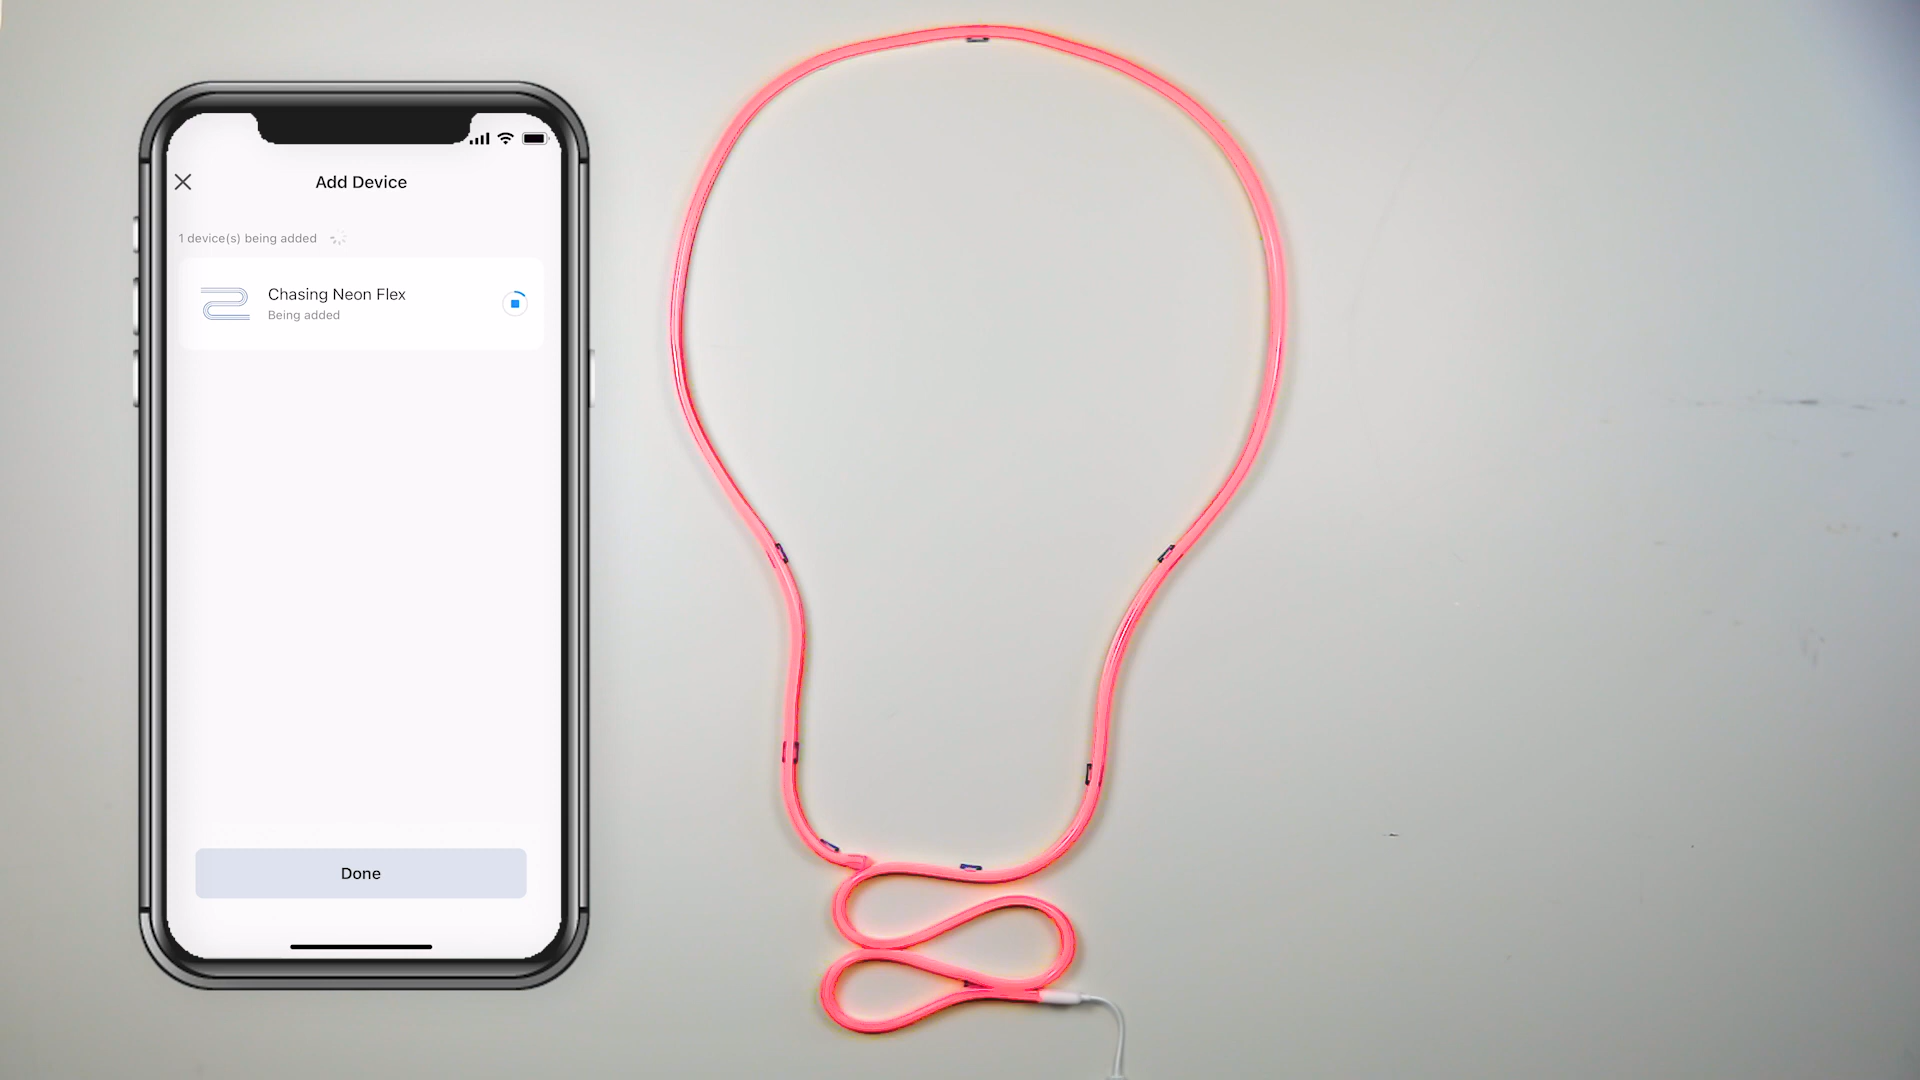 Add Device
1 device(s) being added
Chasing Neon Flex
Being added
Done